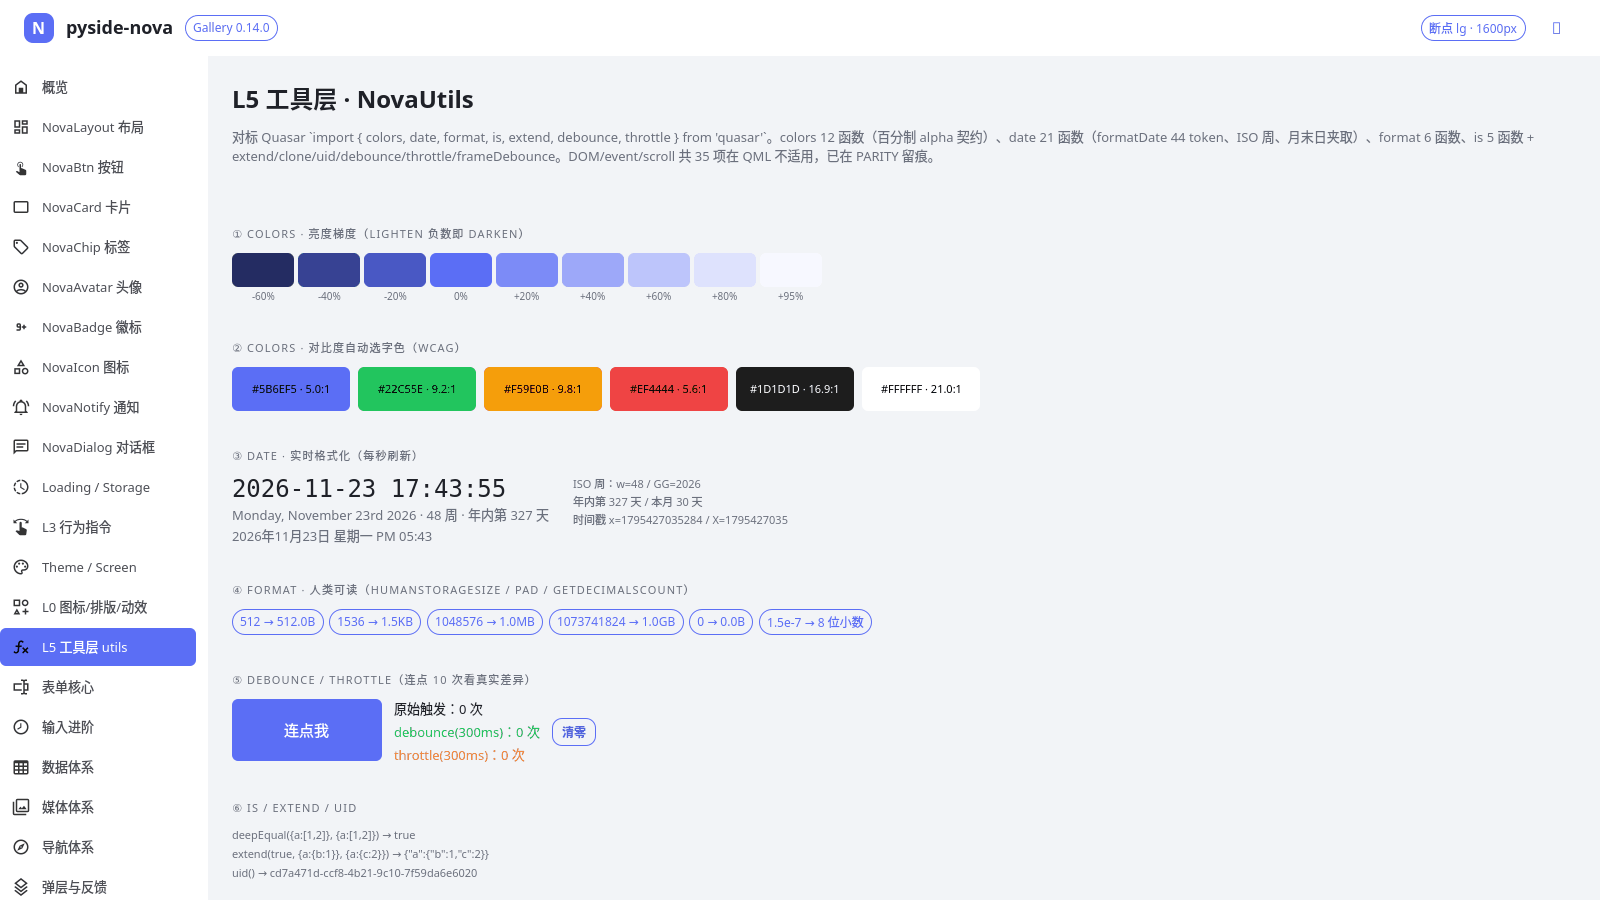 N pyside-nova Gallery 0.14.0 断点 lg · 1600px
概览
NovaLayout 布局
NovaBtn 按钮
NovaCard 卡片
NovaChip 标签
NovaAvatar 头像
9+ NovaBadge 徽标
NovaIcon 图标
NovaNotify 通知
NovaDialog 对话框
Loading / Storage
L3 行为指令
Theme / Screen
L0 图标/排版/动效
L5 工具层 utils
表单核心
输入进阶
数据体系
媒体体系
导航体系
弹层与反馈
L5 工具层 · NovaUtils
对标 Quasar `import { colors, date, format, is, extend, debounce, throttle } from 'quasar'`。colors 12 函数（百分制 alpha 契约）、date 21 函数（formatDate 44 token、ISO 周、月末日夹取）、format 6 函数、is 5 函数 +
extend/clone/uid/debounce/throttle/frameDebounce。DOM/event/scroll 共 35 项在 QML 不适用，已在 PARITY 留痕。
① COLORS · 亮度梯度（LIGHTEN 负数即 DARKEN）
-60% -40% -20% 0% +20% +40% +60% +80% +95%
② COLORS · 对比度自动选字色（WCAG）
#5B6EF5 · 5.0:1 #22C55E · 9.2:1 #F59E0B · 9.8:1 #EF4444 · 5.6:1 #1D1D1D · 16.9:1 #FFFFFF · 21.0:1
③ DATE · 实时格式化（每秒刷新）
2026-11-23 17:43:55
Monday, November 23rd 2026 · 48 周 · 年内第 327 天
2026年11月23日 星期一 PM 05:43
ISO 周：w=48 / GG=2026
年内第 327 天 / 本月 30 天
时间戳 x=1795427035284 / X=1795427035
④ FORMAT · 人类可读（HUMANSTORAGESIZE / PAD / GETDECIMALSCOUNT）
512 → 512.0B 1536 → 1.5KB 1048576 → 1.0MB 1073741824 → 1.0GB 0 → 0.0B 1.5e-7 → 8 位小数
⑤ DEBOUNCE / THROTTLE（连点 10 次看真实差异）
连点我
原始触发：0 次
debounce(300ms)：0 次
throttle(300ms)：0 次
清零
⑥ IS / EXTEND / UID
deepEqual({a:[1,2]}, {a:[1,2]}) → true
extend(true, {a:{b:1}}, {a:{c:2}}) → {"a":{"b":1,"c":2}}
uid() → cd7a471d-ccf8-4b21-9c10-7f59da6e6020